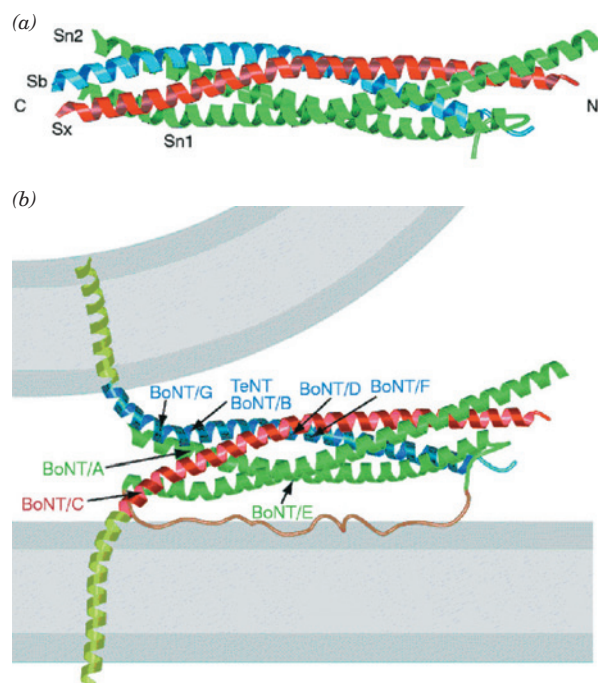 (a)
Sn2
Sb
C
N
Sx
Sn1
(b)
BoNT/G
TeNT
BoNT/B
BoNT/D
BoNT/F
BoNT/A
BoNT/C
BoNT/E